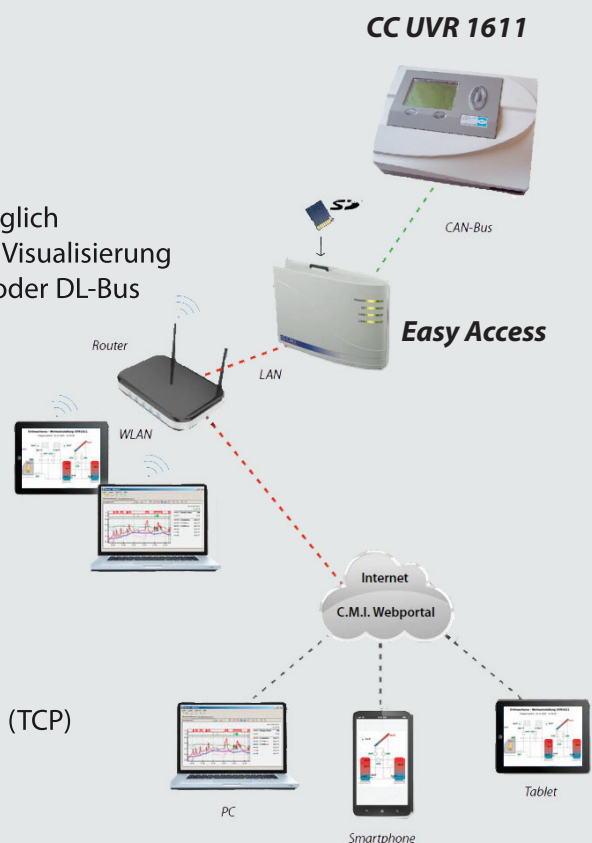 CC UVR 1611
CAN-Bus
glich
Visualisierung
oder DL-Bus
Easy Access
Router
LAN
WLAN
Internet
C.M.I. Webportal
(TCP)
PC
Smartphone
Tablet